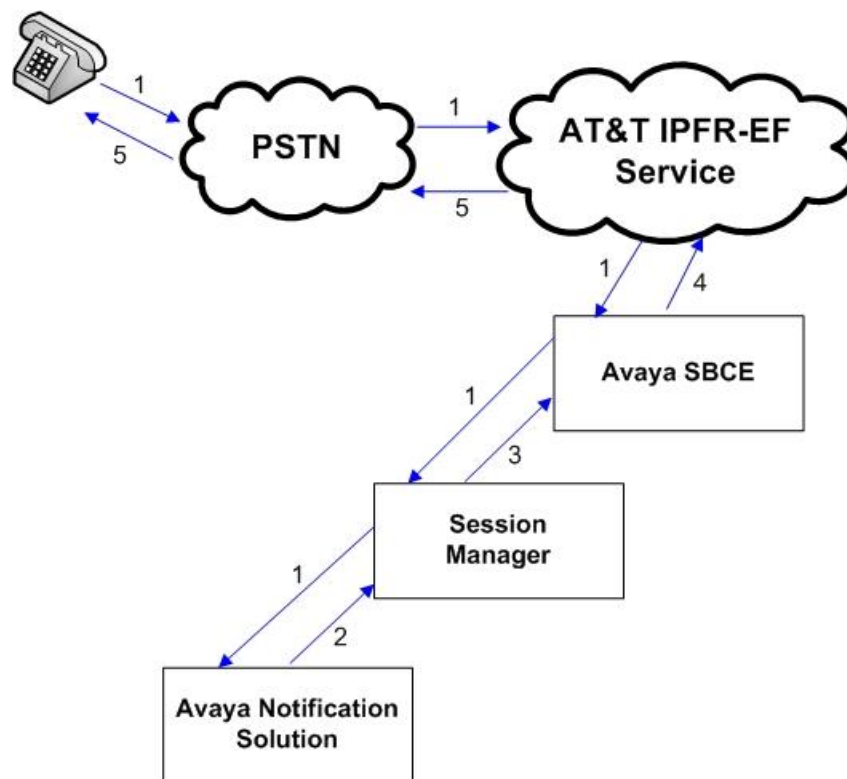 1
1
5
5
PSTN
AT&T IPFR-EF
Service
1
4
Avaya SBCE
1
3
Session
Manager
1
2
Avaya Notification
Solution